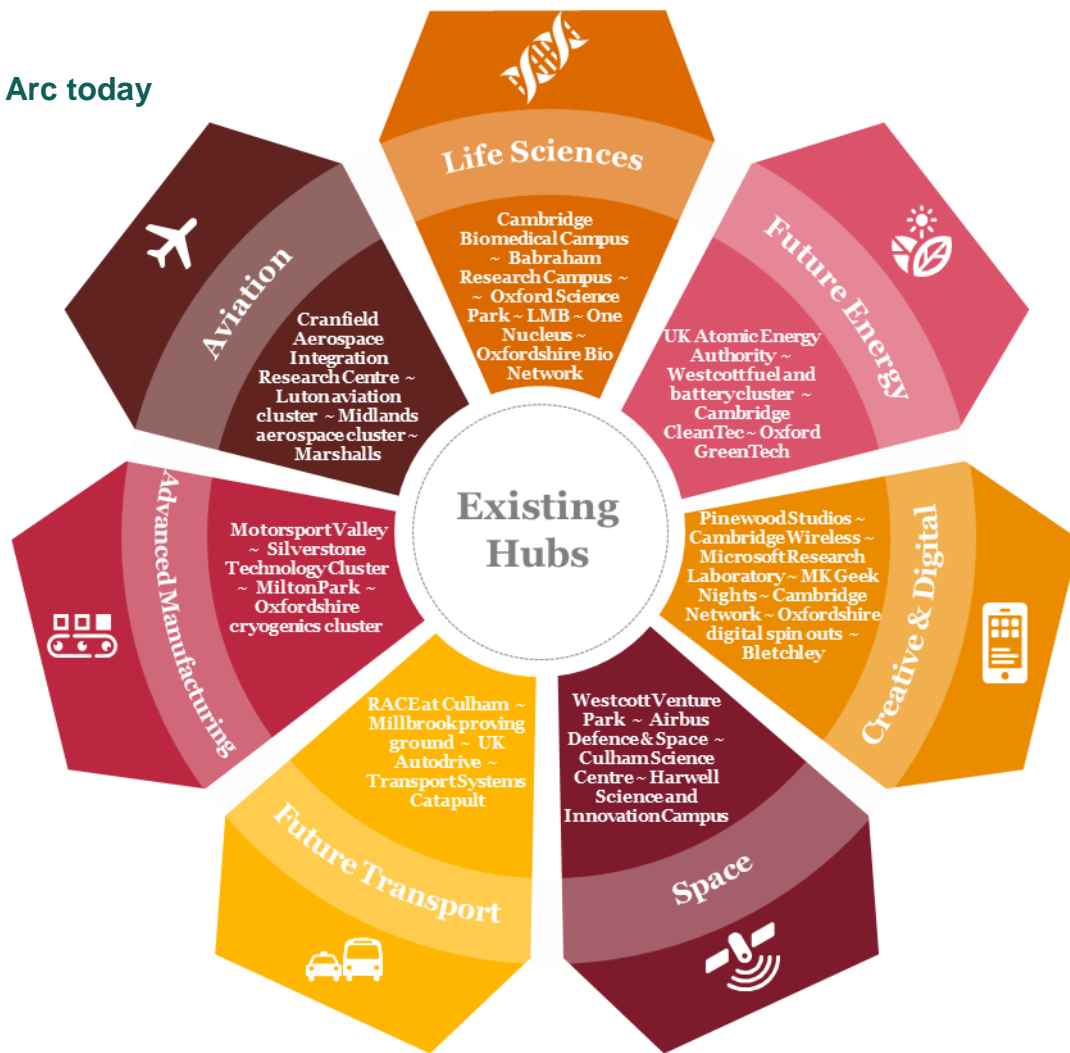 Arc today
Life Sciences
Cambridge
Biomedical Campus
~ Babraham
Research Campus ~
~ Oxford Science
Park ~ LMB ~ One
Nucleus ~
Oxfordshire Bio
Network
Future Energy
UK Atomic Energy
Authority ~
Westcott fuel and
battery cluster ~
Cambridge
CleanTec ~ Oxford
GreenTech
Creative & Digital
Pinewood Studios ~
Cambridge Wireless ~
Microsoft Research
Laboratory ~ MK Geek
Nights ~ Cambridge
Network ~ Oxfordshire
digital spin outs ~
Bletchley
Space
Westcott Venture
Park ~ Airbus
Defence & Space ~
Culham Science
Centre ~ Harwell
Science and
Innovation Campus
Future Transport
RACE at Culham ~
Millbrook proving
ground ~ UK
Autodrive ~
Transport Systems
Catapult
Advanced Manufacturing
Motorsport Valley
~ Silverstone
Technology Cluster
~ Milton Park ~
Oxfordshire
cryogenics cluster
Aviation
Cranfield
Aerospace
Integration
Research Centre ~
Luton aviation
cluster ~ Midlands
aerospace cluster ~
Marshalls
Existing
Hubs